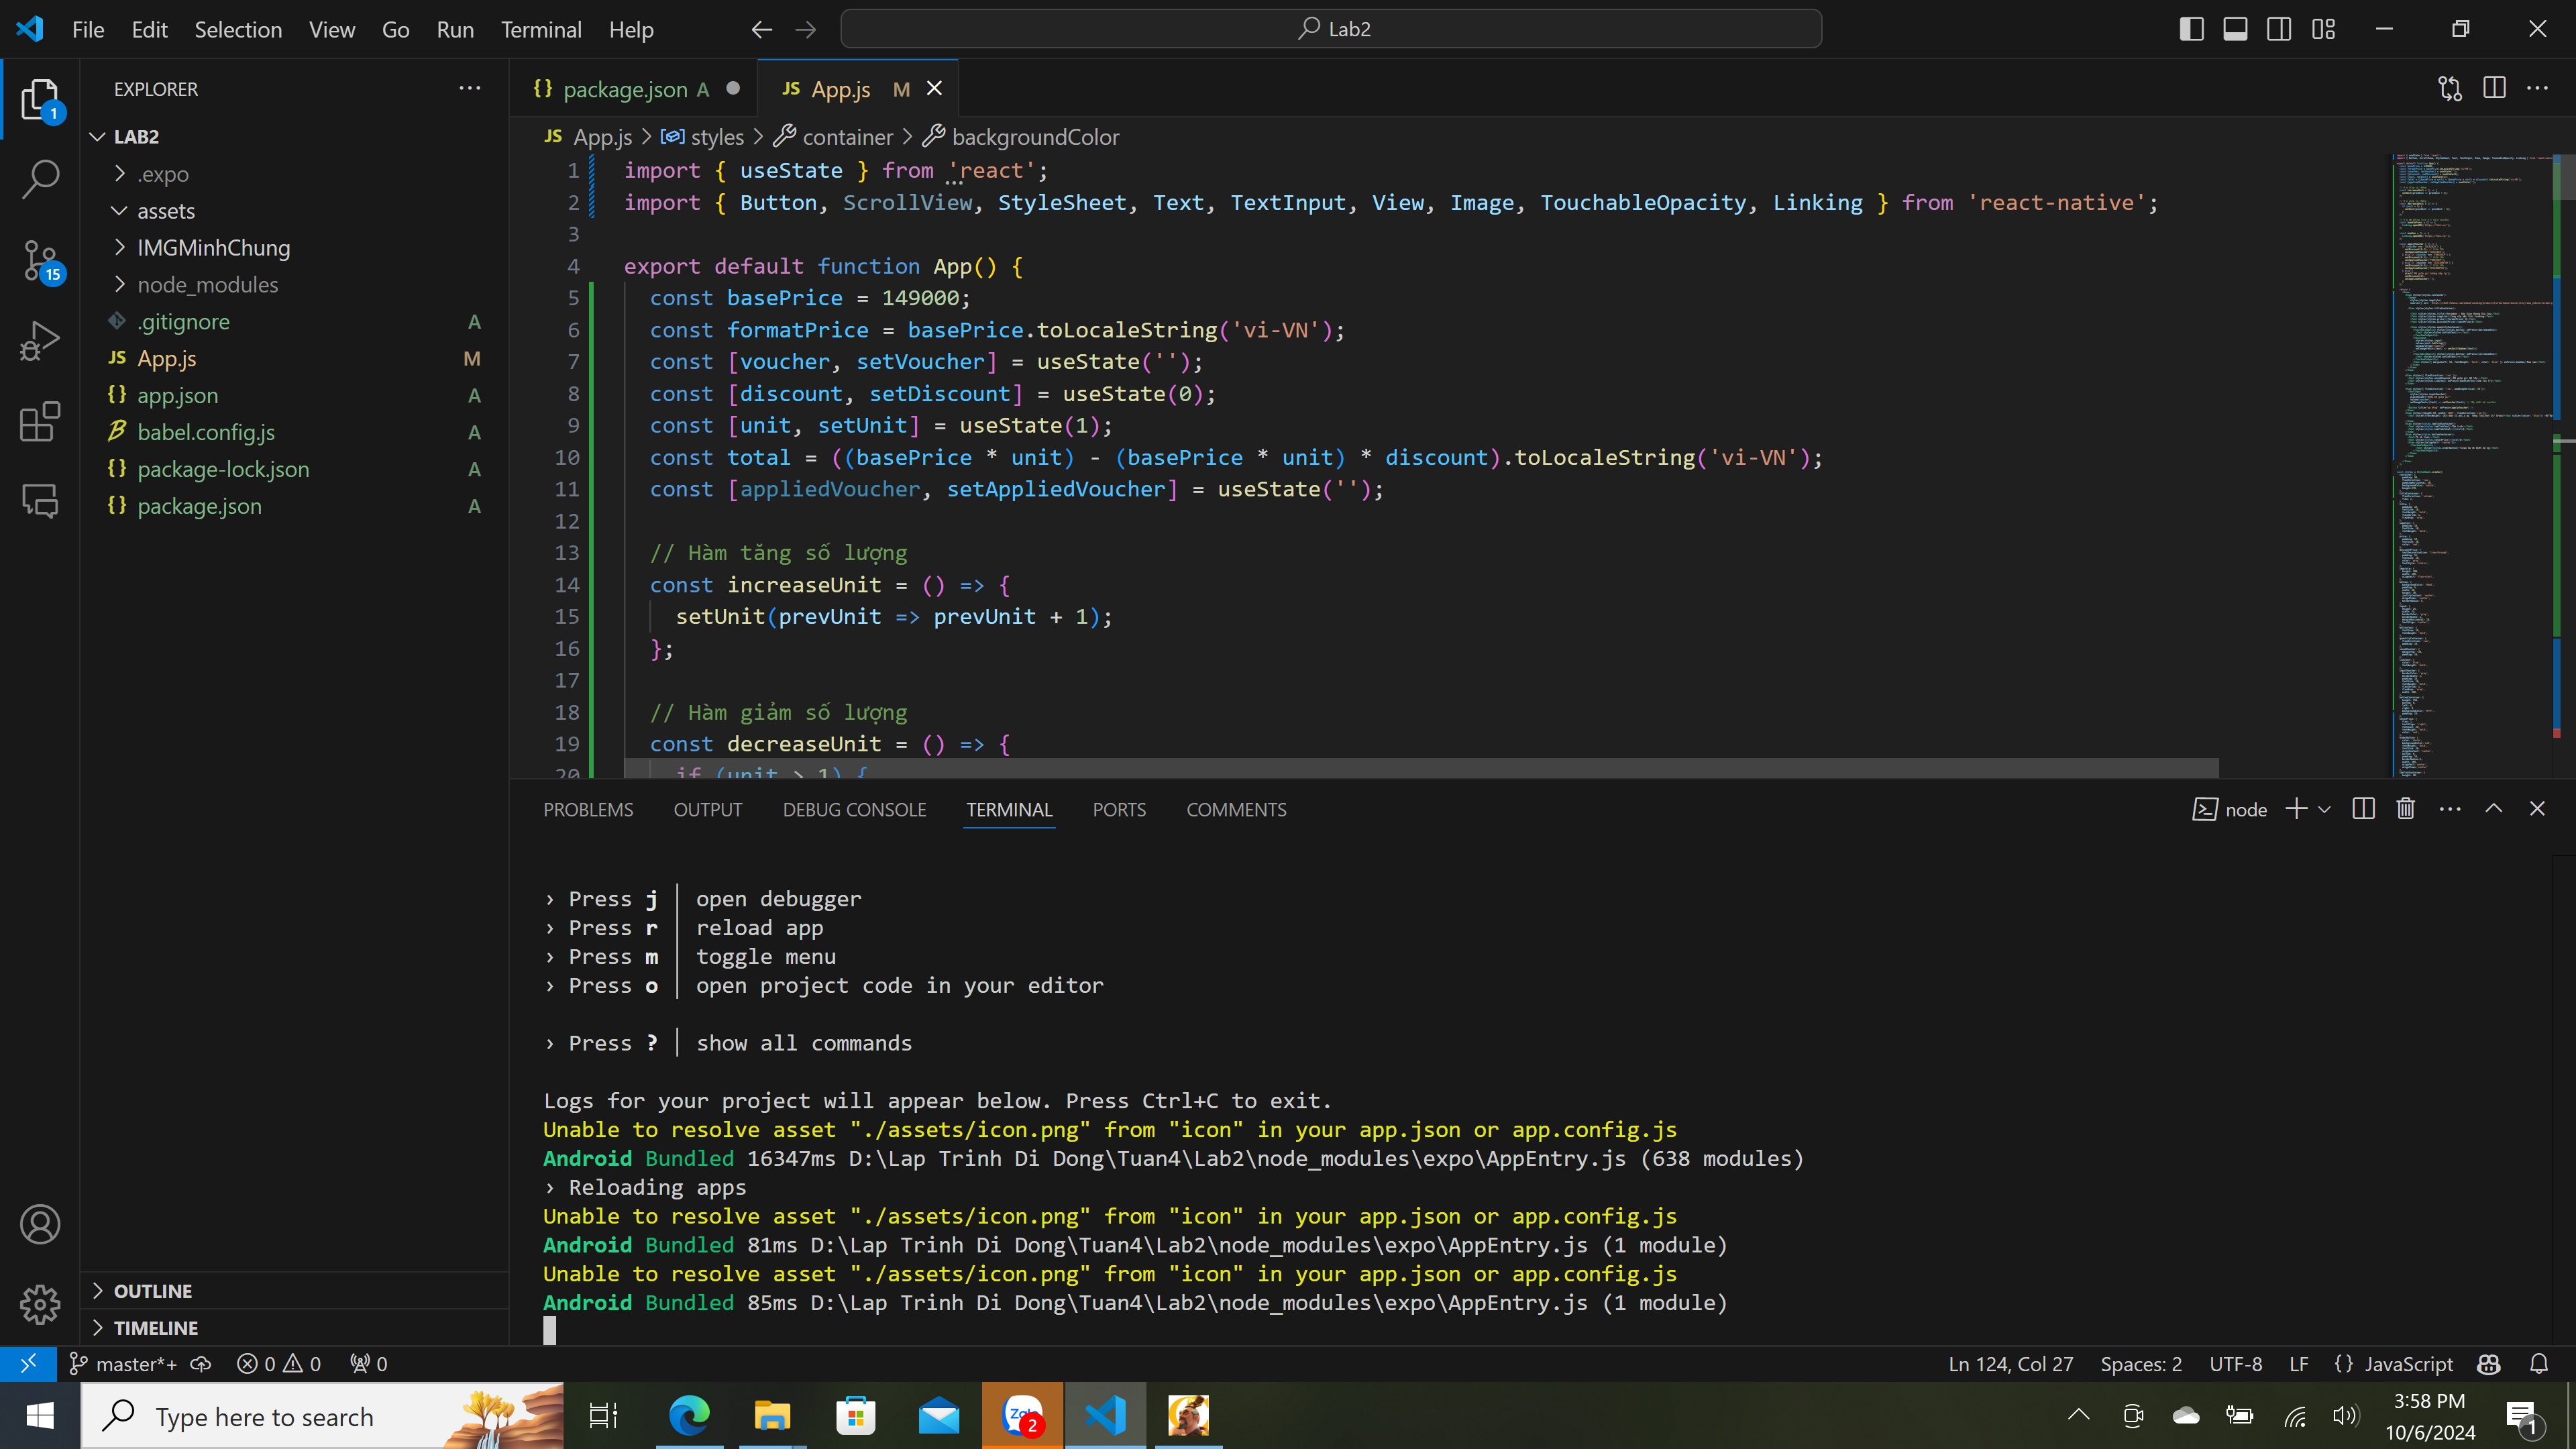 File Edit Selection View Go Run Terminal Help
Lab2
EXPLORER
LAB2
.expo
assets
IMGMinhChung
node_modules
.gitignore A
JS App.js M
{} app.json A
babel.config.js A
{} package-lock.json A
{} package.json A
OUTLINE
TIMELINE
1
15
{} package.json A
JS App.js M
JS App.js > styles > container > backgroundColor
1 import { useState } from 'react';
2 import { Button, ScrollView, StyleSheet, Text, TextInput, View, Image, TouchableOpacity, Linking } from 'react-native';
3
4 export default function App() {
5 const basePrice = 149000;
6 const formatPrice = basePrice.toLocaleString('vi-VN');
7 const [voucher, setVoucher] = useState('');
8 const [discount, setDiscount] = useState(0);
9 const [unit, setUnit] = useState(1);
10 const total = ((basePrice * unit) - (basePrice * unit) * discount).toLocaleString('vi-VN');
11 const [appliedVoucher, setAppliedVoucher] = useState('');
12
13 // Hàm tăng số lượng
14 const increaseUnit = () => {
15 setUnit(prevUnit => prevUnit + 1);
16 };
17
18 // Hàm giảm số lượng
19 const decreaseUnit = () => {
20 if (unit > 1) {
PROBLEMS OUTPUT DEBUG CONSOLE TERMINAL PORTS COMMENTS
node
› Press j │ open debugger
› Press r │ reload app
› Press m │ toggle menu
› Press o │ open project code in your editor
› Press ? │ show all commands
Logs for your project will appear below. Press Ctrl+C to exit.
Unable to resolve asset "./assets/icon.png" from "icon" in your app.json or app.config.js
Android Bundled 16347ms D:\Lap Trinh Di Dong\Tuan4\Lab2\node_modules\expo\AppEntry.js (638 modules)
› Reloading apps
Unable to resolve asset "./assets/icon.png" from "icon" in your app.json or app.config.js
Android Bundled 81ms D:\Lap Trinh Di Dong\Tuan4\Lab2\node_modules\expo\AppEntry.js (1 module)
Unable to resolve asset "./assets/icon.png" from "icon" in your app.json or app.config.js
Android Bundled 85ms D:\Lap Trinh Di Dong\Tuan4\Lab2\node_modules\expo\AppEntry.js (1 module)
master*+ 0 0 0
Ln 124, Col 27 Spaces: 2 UTF-8 LF {} JavaScript
Type here to search
Zalo
2
3:58 PM
10/6/2024
1